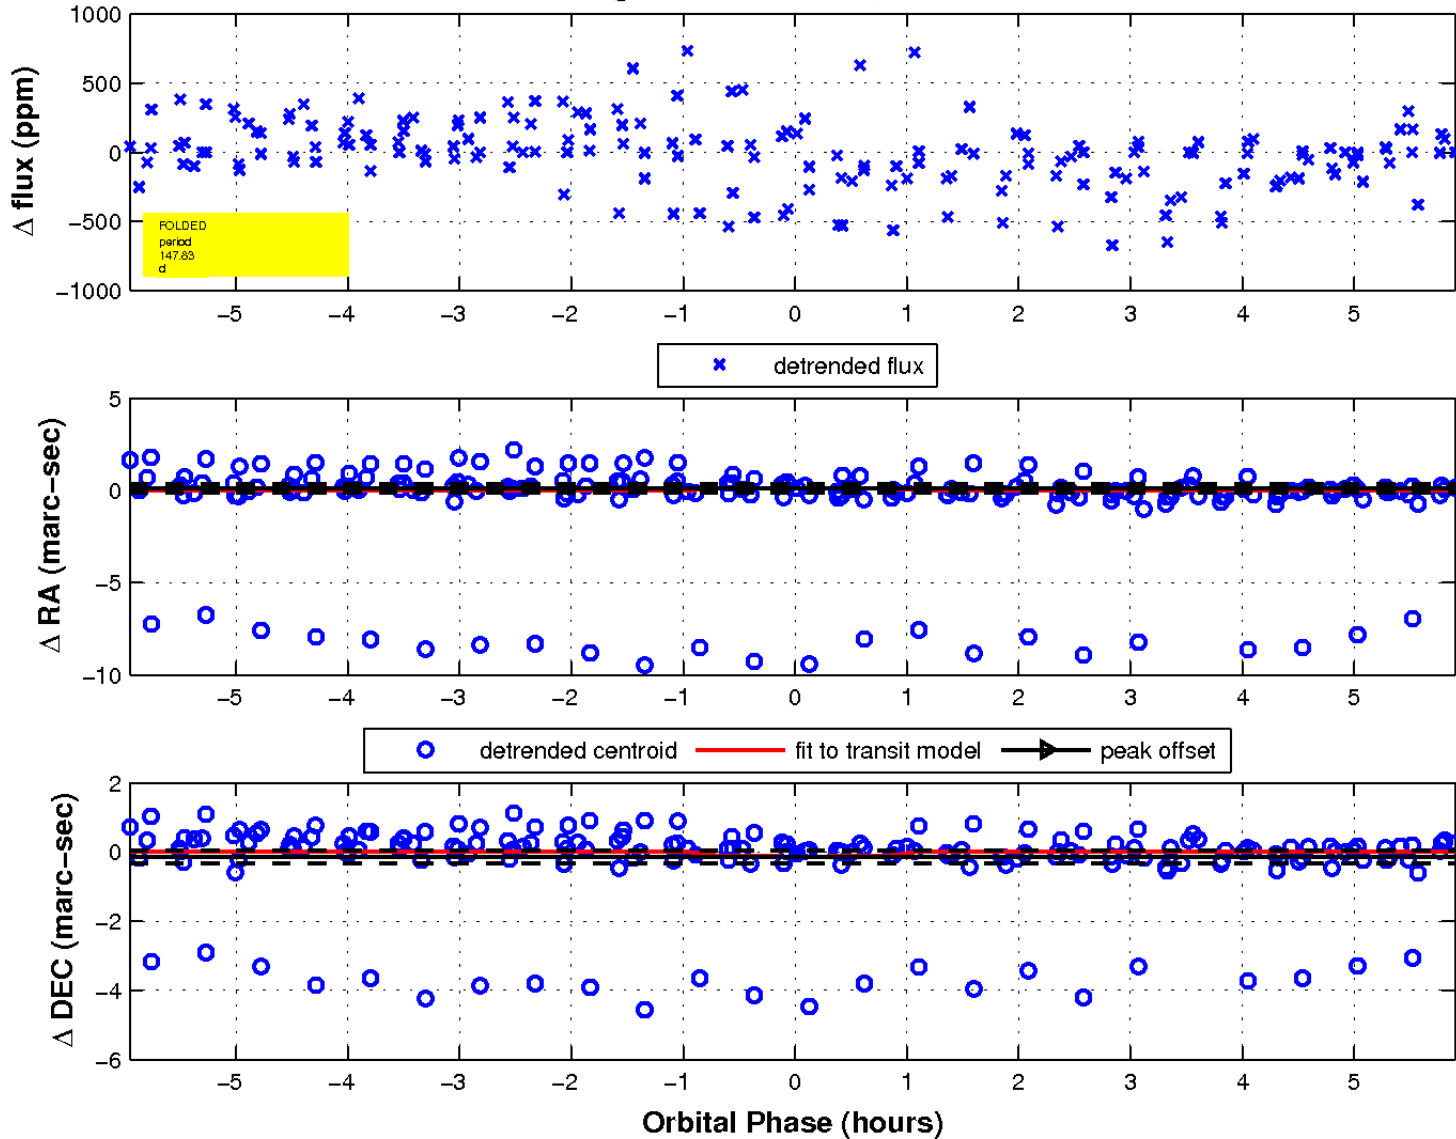 1000
500
0
−500
−1000
Δ flux (ppm)
FOLDED
period
147.83
d
−5 −4 −3 −2 −1 0 1 2 3 4 5
detrended flux
5
0
−5
−10
Δ RA (marc−sec)
−5 −4 −3 −2 −1 0 1 2 3 4 5
detrended centroid fit to transit model peak offset
2
0
−2
−4
−6
Δ DEC (marc−sec)
−5 −4 −3 −2 −1 0 1 2 3 4 5
Orbital Phase (hours)